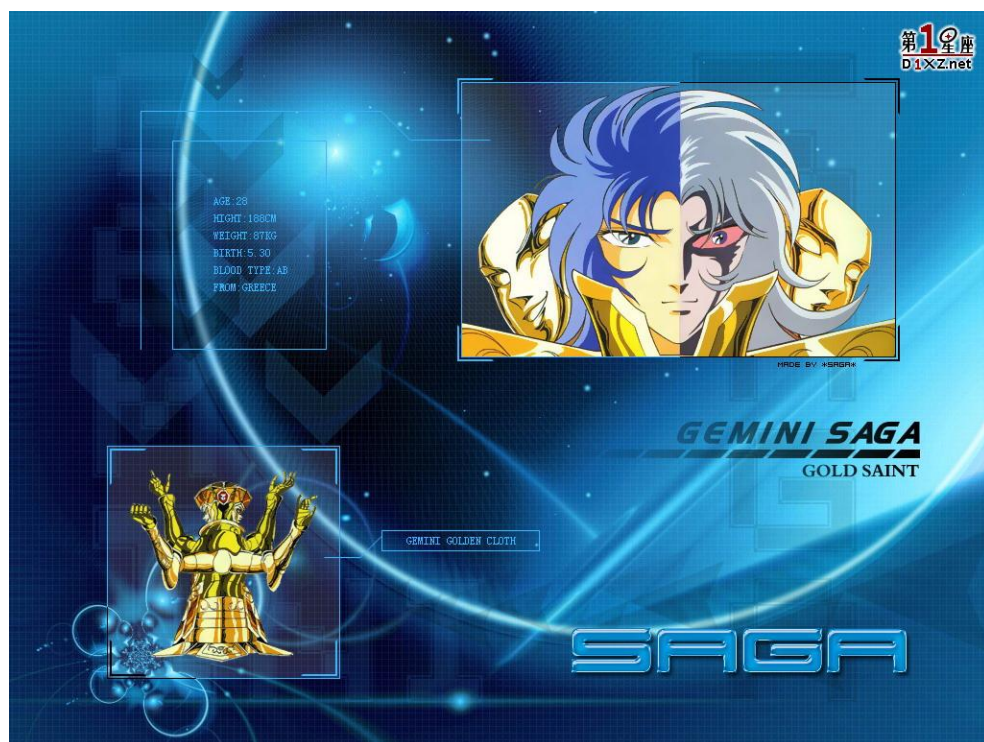 第1星座
D1XZ.net
AGE:28
HIGHT:188CM
WEIGHT:87KG
BIRTH:5.30
BLOOD TYPE:AB
FROM:GREECE
MADE BY *SAGA*
GEMINI SAGA
GOLD SAINT
GEMINI GOLDEN CLOTH
SAGA